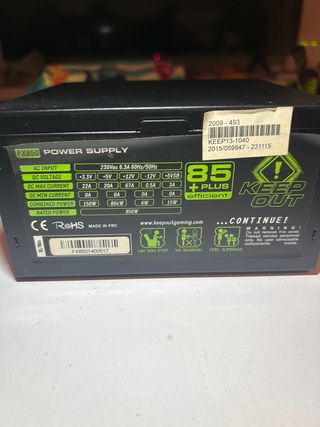 2009 - 493
KEEP13-1040
2015/059947 - 231115
FX850 POWER SUPPLY
AC INPUT 230Vac 6.3A 60Hz/50Hz
DC VOLTAGE +3.3V +5V +12V -12V +5VSB
DC MAX CURRENT 22A 20A 67A 0.5A 3A
DC MIN CURRENT 0A 0A 0A 0A 0A
COMBINED POWER 150W 804W 6W 15W
RATED POWER 850W
85
+PLUS
efficient
KEEP
OUT
www.keepoutgaming.com
CE RoHS MADE IN PRC
S/No:
FX8501400517
KEY NON STOP!
NO SHARING!
FEEL SUPERIOR!
...CONTINUE!
WARNING!
Do not remove this cover.
Trained service personnel
only. No serviceable
components
inside.